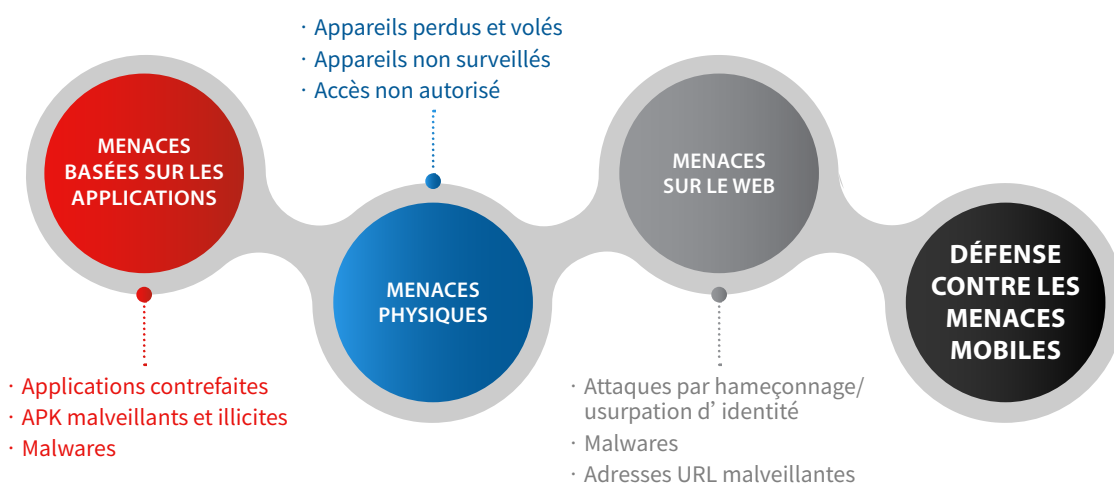 MENACES
BASÉES SUR LES
APPLICATIONS
· Applications contrefaites
· APK malveillants et illicites
· Malwares
· Appareils perdus et volés
· Appareils non surveillés
· Accès non autorisé
MENACES
PHYSIQUES
MENACES
SUR LE WEB
· Attaques par hameçonnage/
usurpation d’ identité
· Malwares
· Adresses URL malveillantes
DÉFENSE
CONTRE LES
MENACES
MOBILES